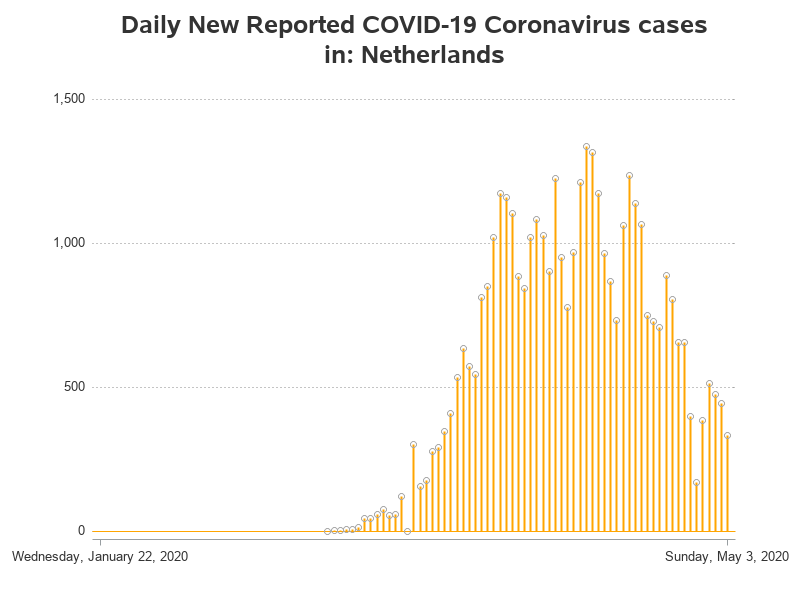 Daily New Reported COVID-19 Coronavirus cases
in: Netherlands
1,500
1,000
500
0
Wednesday, January 22, 2020
Sunday, May 3, 2020